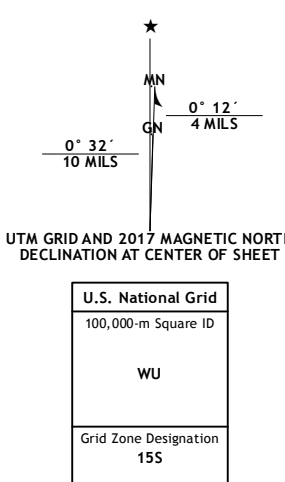 ★
MN
GN
0° 12´
4 MILS
0° 32´
10 MILS
UTM GRID AND 2017 MAGNETIC NORT
DECLINATION AT CENTER OF SHEET
U.S. National Grid
100,000-m Square ID
WU
Grid Zone Designation
15S